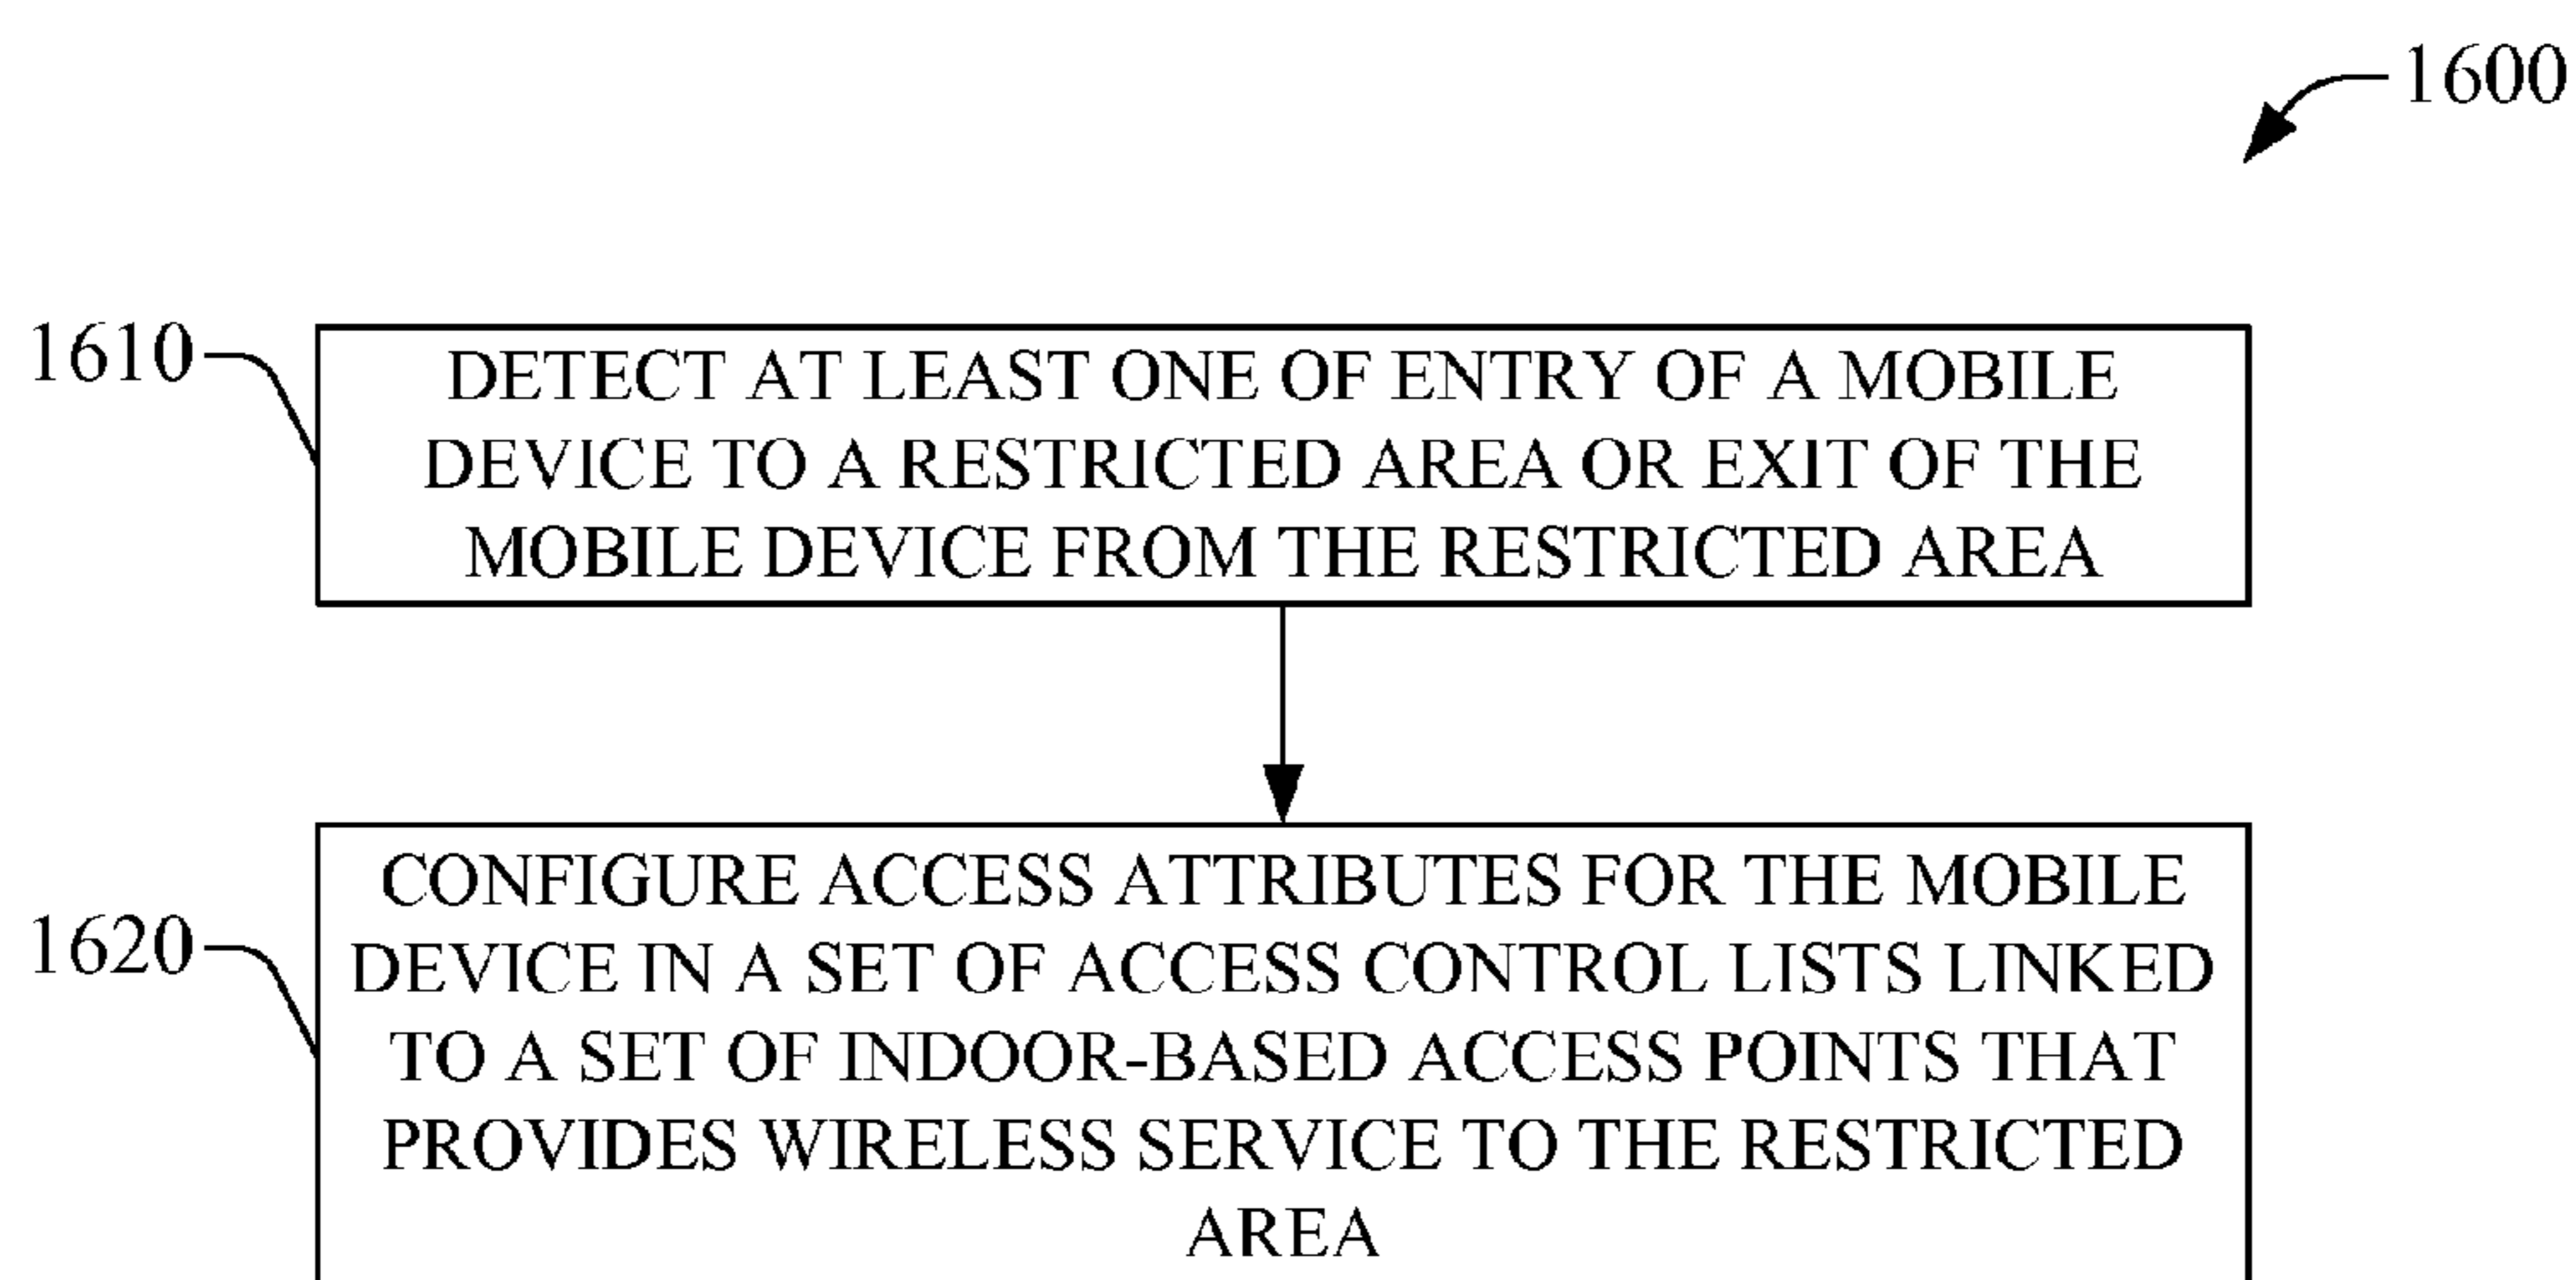 1600
1610
DETECT AT LEAST ONE OF ENTRY OF A MOBILE
DEVICE TO A RESTRICTED AREA OR EXIT OF THE
MOBILE DEVICE FROM THE RESTRICTED AREA
1620
CONFIGURE ACCESS ATTRIBUTES FOR THE MOBILE
DEVICE IN A SET OF ACCESS CONTROL LISTS LINKED
TO A SET OF INDOOR-BASED ACCESS POINTS THAT
PROVIDES WIRELESS SERVICE TO THE RESTRICTED
AREA